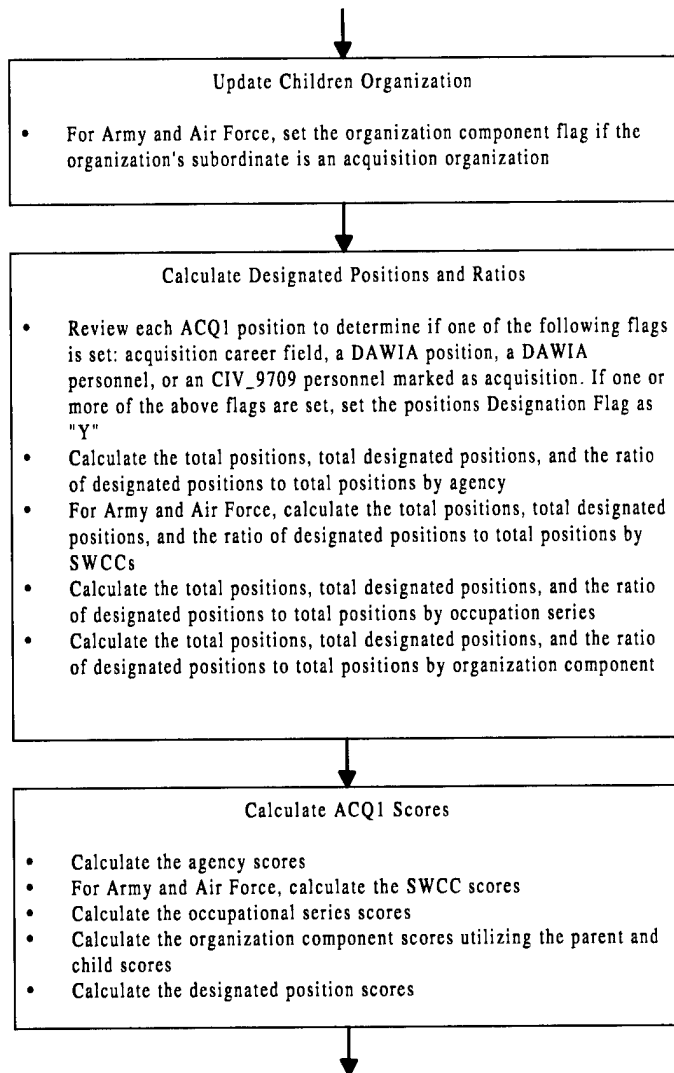 Update Children Organization
• For Army and Air Force, set the organization component flag if the
organization's subordinate is an acquisition organization
Calculate Designated Positions and Ratios
• Review each ACQ1 position to determine if one of the following flags
is set: acquisition career field, a DAWIA position, a DAWIA
personnel, or an CIV_9709 personnel marked as acquisition. If one or
more of the above flags are set, set the positions Designation Flag as
"Y"
• Calculate the total positions, total designated positions, and the ratio
of designated positions to total positions by agency
• For Army and Air Force, calculate the total positions, total designated
positions, and the ratio of designated positions to total positions by
SWCCs
• Calculate the total positions, total designated positions, and the ratio
of designated positions to total positions by occupation series
• Calculate the total positions, total designated positions, and the ratio
of designated positions to total positions by organization component
Calculate ACQ1 Scores
• Calculate the agency scores
• For Army and Air Force, calculate the SWCC scores
• Calculate the occupational series scores
• Calculate the organization component scores utilizing the parent and
child scores
• Calculate the designated position scores